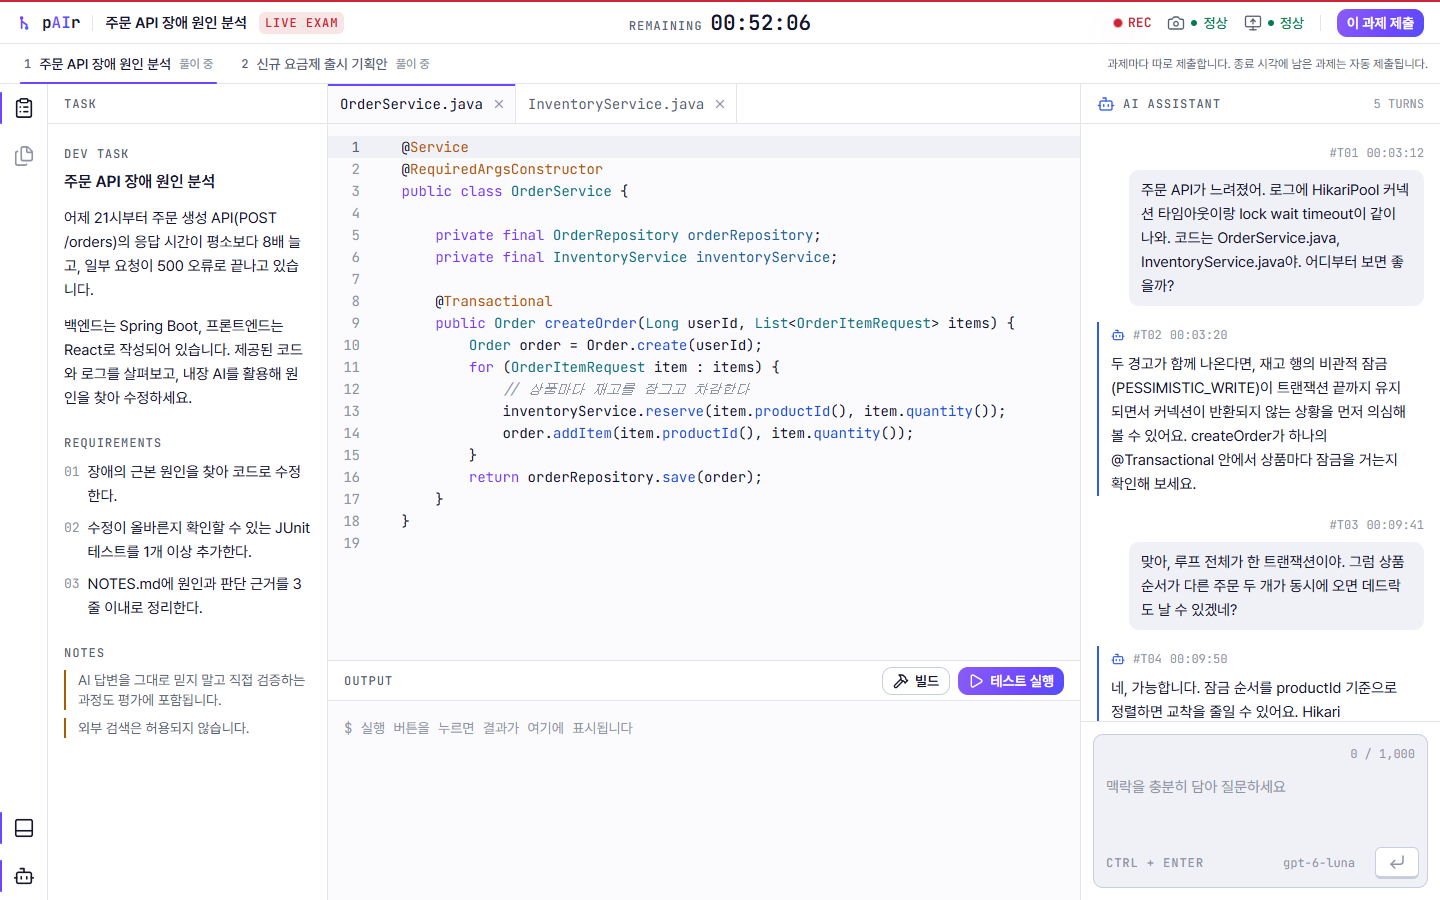 pAIr
주문 API 장애 원인 분석
LIVE EXAM
REMAINING 00:52:06
REC
정상
정상
이 과제 제출
1 주문 API 장애 원인 분석 풀이 중
2 신규 요금제 출시 기획안 풀이 중
과제마다 따로 제출합니다. 종료 시각에 남은 과제는 자동 제출됩니다.
TASK
DEV TASK
주문 API 장애 원인 분석
어제 21시부터 주문 생성 API(POST
/orders)의 응답 시간이 평소보다 8배 늘
고, 일부 요청이 500 오류로 끝나고 있습
니다.
백엔드는 Spring Boot, 프론트엔드는
React로 작성되어 있습니다. 제공된 코드
와 로그를 살펴보고, 내장 AI를 활용해 원
인을 찾아 수정하세요.
REQUIREMENTS
01 장애의 근본 원인을 찾아 코드로 수정
한다.
02 수정이 올바른지 확인할 수 있는 JUnit
테스트를 1개 이상 추가한다.
03 NOTES.md에 원인과 판단 근거를 3
줄 이내로 정리한다.
NOTES
AI 답변을 그대로 믿지 말고 직접 검증하는
과정도 평가에 포함됩니다.
외부 검색은 허용되지 않습니다.
OrderService.java
InventoryService.java
1 @Service
2 @RequiredArgsConstructor
3 public class OrderService {
4
5 private final OrderRepository orderRepository;
6 private final InventoryService inventoryService;
7
8 @Transactional
9 public Order createOrder(Long userId, List<OrderItemRequest> items) {
10 Order order = Order.create(userId);
11 for (OrderItemRequest item : items) {
12 // 상품마다 재고를 잠그고 차감한다
13 inventoryService.reserve(item.productId(), item.quantity());
14 order.addItem(item.productId(), item.quantity());
15 }
16 return orderRepository.save(order);
17 }
18 }
19
OUTPUT
빌드
테스트 실행
$ 실행 버튼을 누르면 결과가 여기에 표시됩니다
AI ASSISTANT
5 TURNS
#T01 00:03:12
주문 API가 느려졌어. 로그에 HikariPool 커넥
션 타임아웃이랑 lock wait timeout이 같이
나와. 코드는 OrderService.java,
InventoryService.java야. 어디부터 보면 좋
을까?
#T02 00:03:20
두 경고가 함께 나온다면, 재고 행의 비관적 잠금
(PESSIMISTIC_WRITE)이 트랜잭션 끝까지 유지
되면서 커넥션이 반환되지 않는 상황을 먼저 의심해
볼 수 있어요. createOrder가 하나의
@Transactional 안에서 상품마다 잠금을 거는지
확인해 보세요.
#T03 00:09:41
맞아, 루프 전체가 한 트랜잭션이야. 그럼 상품
순서가 다른 주문 두 개가 동시에 오면 데드락
도 날 수 있겠네?
#T04 00:09:50
네, 가능합니다. 잠금 순서를 productId 기준으로
정렬하면 교착을 줄일 수 있어요. Hikari
0 / 1,000
맥락을 충분히 담아 질문하세요
CTRL + ENTER
gpt-6-luna